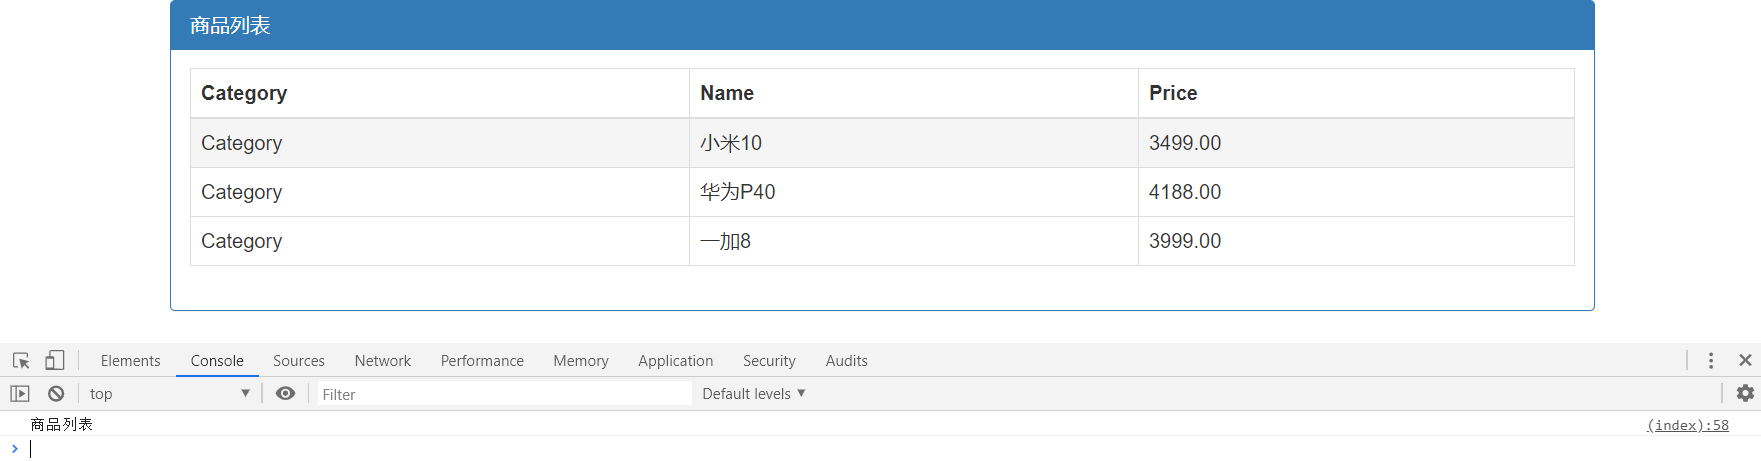 商品列表
Category Name Price
Category 小米10 3499.00
Category 华为P40 4188.00
Category 一加8 3999.00
Elements Console Sources Network Performance Memory Application Security Audits
top Filter Default levels
商品列表 (index):58